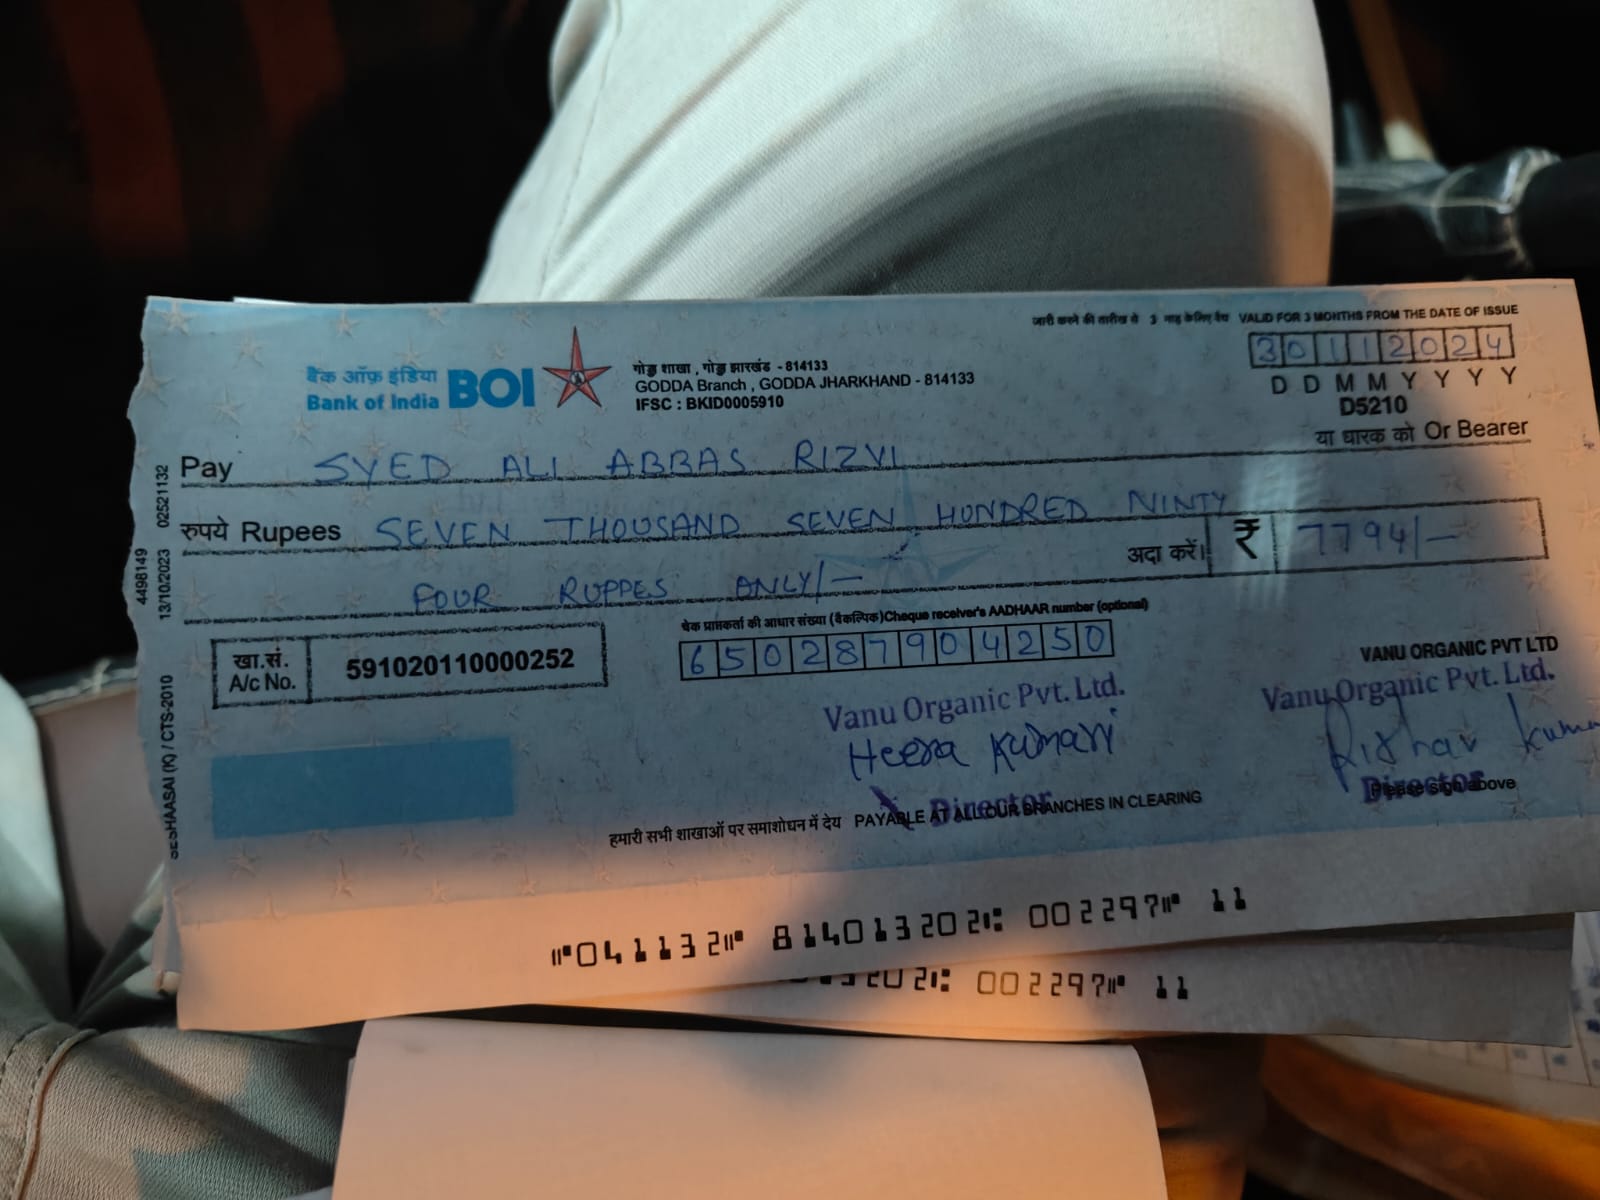 जारी करने की तारीख से 3 माह के लिए वैध VALID FOR 3 MONTHS FROM THE DATE OF ISSUE
30112024
D D M M Y Y Y Y
D5210
बैंक ऑफ़ इंडिया BOI
Bank of India
गोड्डा शाखा, गोड्डा झारखंड - 814133
GODDA Branch, GODDA JHARKHAND - 814133
IFSC : BKID0005910
या धारक को Or Bearer
Pay SYED ALI ABBAS RIZVI
रुपये Rupees SEVEN THOUSAND SEVEN HUNDRED NINTY
अदा करें। ₹ 7794/-
FOUR RUPPES ONLY/-
खा.सं. A/c No. 591020110000252
चेक प्राप्तकर्ता की आधार संख्या (वैकल्पिक) Cheque receiver's AADHAAR number (optional)
650287904250
VANU ORGANIC PVT LTD
Vanu Organic Pvt. Ltd.
Heera Kumari
Director
Vanu Organic Pvt. Ltd.
Rishav Kuma
Director
Please sign above
हमारी सभी शाखाओं पर समाशोधन में देय PAYABLE AT ALL OUR BRANCHES IN CLEARING
⑈041132⑈ 814013202⑆ 002297⑈ 11
002297⑈ 11
4498149
13/10/2023 02521132
SESHAASAI (K) / CTS-2010